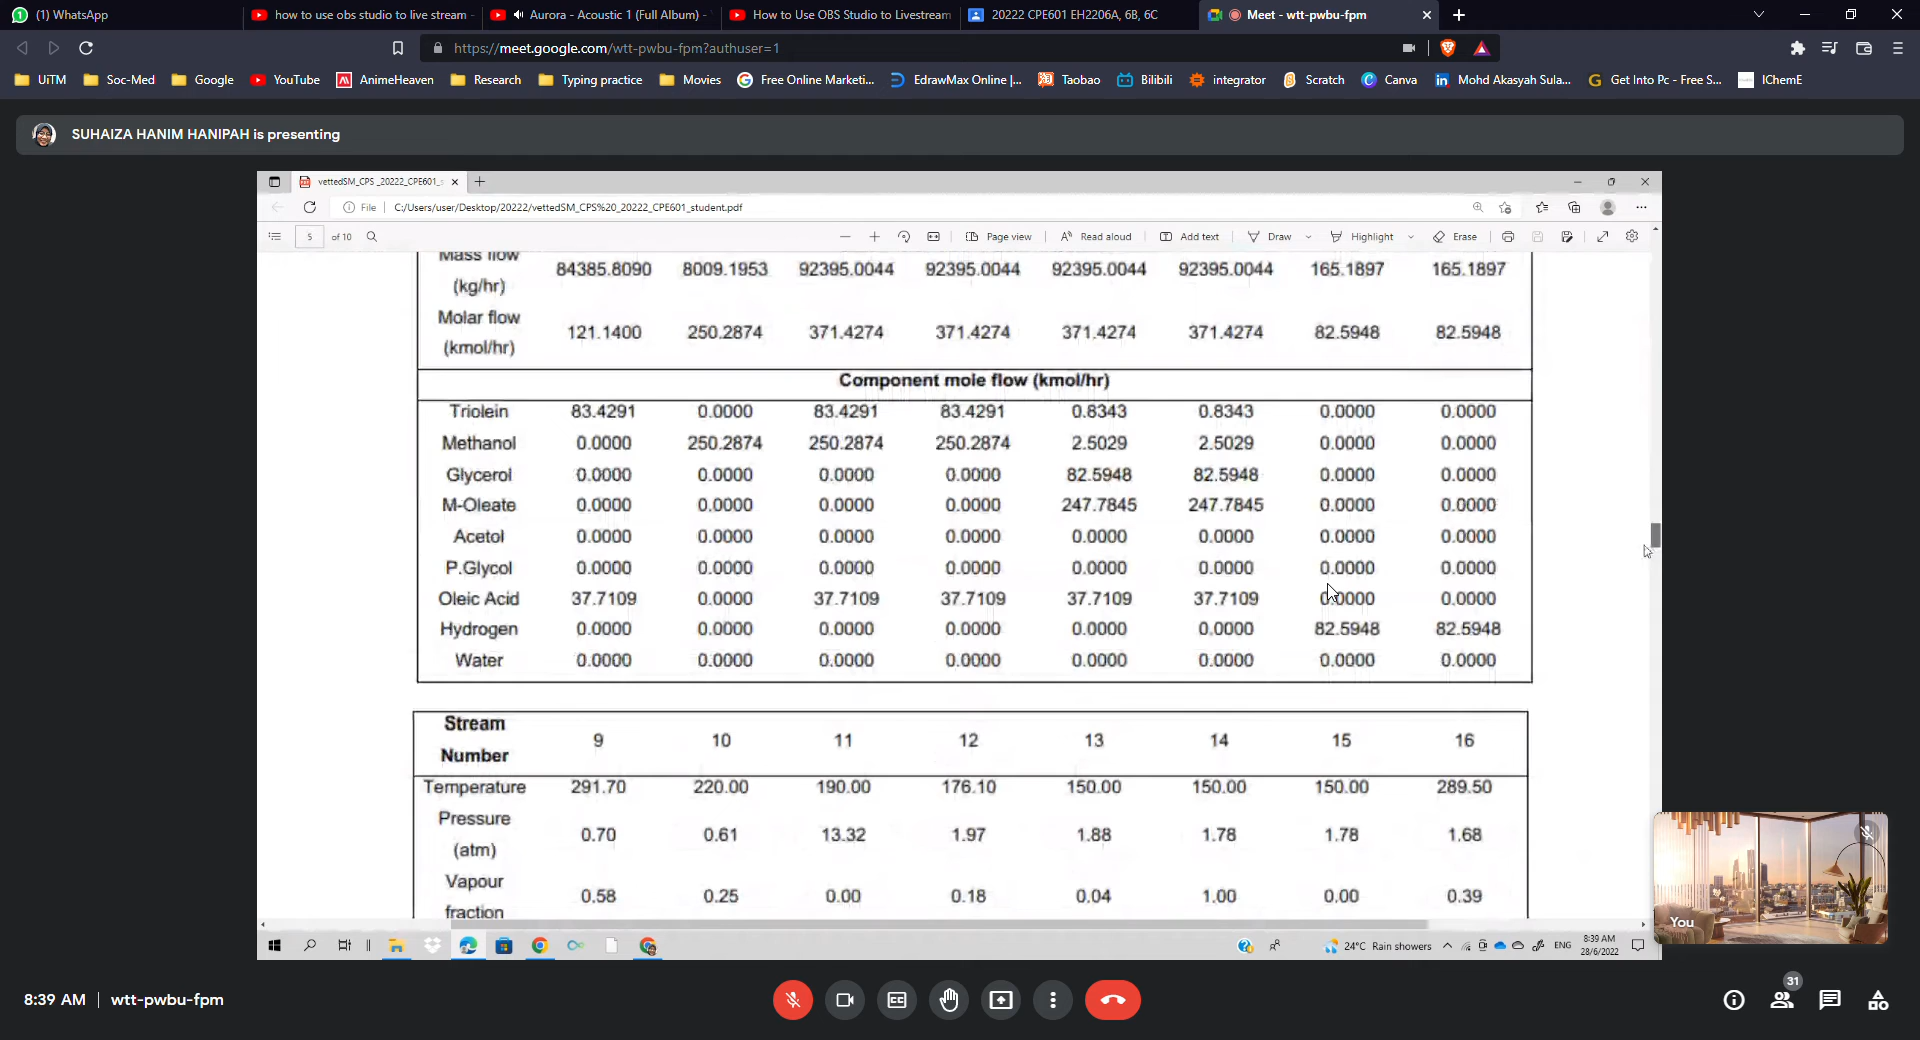 (1) WhatsApp
how to use obs studio to live stream -
Aurora - Acoustic 1 (Full Album) -
How to Use OBS Studio to Livestream
20222 CPE601 EH2206A, 6B, 6C
Meet - wtt-pwbu-fpm
https://meet.google.com/wtt-pwbu-fpm?authuser=1
UiTM Soc-Med Google YouTube AnimeHeaven Research Typing practice Movies Free Online Marketi... EdrawMax Online |... Taobao Bilibili integrator Scratch Canva Mohd Akasyah Sula... Get Into Pc - Free S... IChemE
SUHAIZA HANIM HANIPAH is presenting
vettedSM_CPS _20222_CPE601_
File C:/Users/user/Desktop/20222/vettedSM_CPS%20_20222_CPE601_student.pdf
5 of 10 Page view Read aloud Add text Draw Highlight Erase
Mass flow
(kg/hr) 84385.8090 8009.1953 92395.0044 92395.0044 92395.0044 92395.0044 165.1897 165.1897
Molar flow
(kmol/hr) 121.1400 250.2874 371.4274 371.4274 371.4274 371.4274 82.5948 82.5948
Component mole flow (kmol/hr)
Triolein 83.4291 0.0000 83.4291 83.4291 0.8343 0.8343 0.0000 0.0000
Methanol 0.0000 250.2874 250.2874 250.2874 2.5029 2.5029 0.0000 0.0000
Glycerol 0.0000 0.0000 0.0000 0.0000 82.5948 82.5948 0.0000 0.0000
M-Oleate 0.0000 0.0000 0.0000 0.0000 247.7845 247.7845 0.0000 0.0000
Acetol 0.0000 0.0000 0.0000 0.0000 0.0000 0.0000 0.0000 0.0000
P.Glycol 0.0000 0.0000 0.0000 0.0000 0.0000 0.0000 0.0000 0.0000
Oleic Acid 37.7109 0.0000 37.7109 37.7109 37.7109 37.7109 0.0000 0.0000
Hydrogen 0.0000 0.0000 0.0000 0.0000 0.0000 0.0000 82.5948 82.5948
Water 0.0000 0.0000 0.0000 0.0000 0.0000 0.0000 0.0000 0.0000
Stream
Number 9 10 11 12 13 14 15 16
Temperature 291.70 220.00 190.00 176.10 150.00 150.00 150.00 289.50
Pressure
(atm) 0.70 0.61 13.32 1.97 1.88 1.78 1.78 1.68
Vapour
fraction 0.58 0.25 0.00 0.18 0.04 1.00 0.00 0.39
You
24°C Rain showers ENG 8:39 AM
28/6/2022
8:39 AM | wtt-pwbu-fpm
31